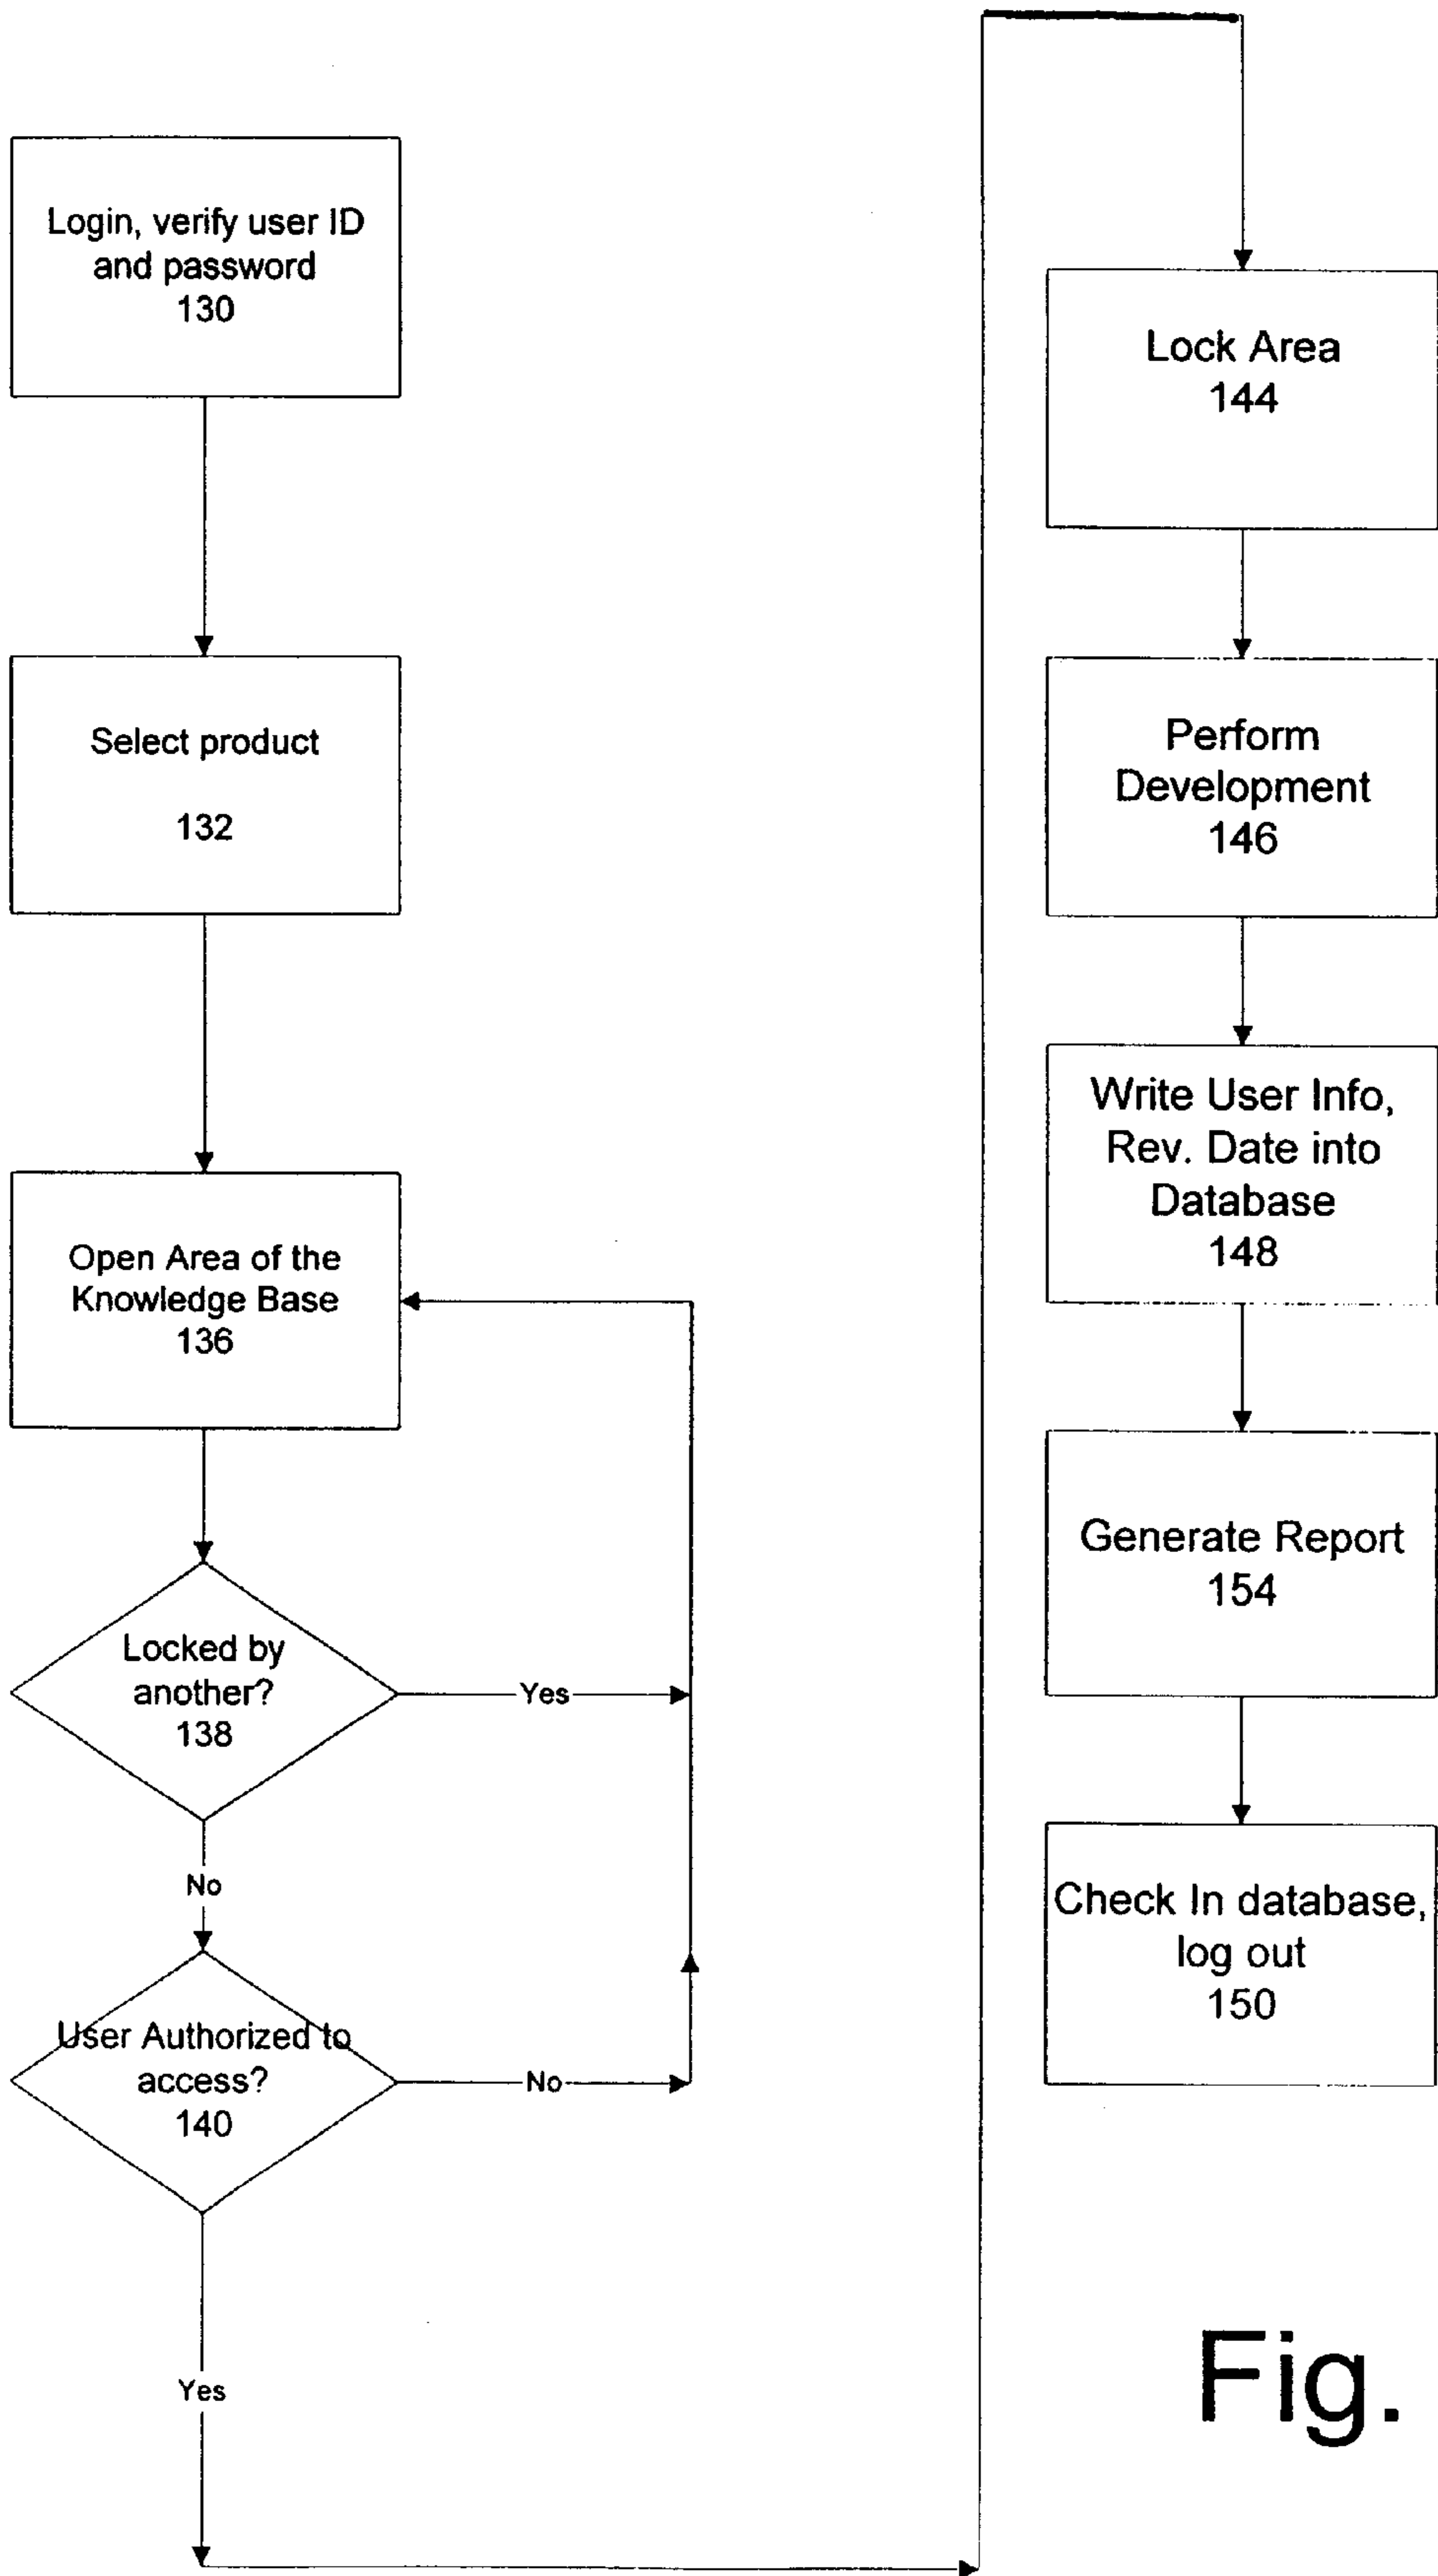 Login, verify user ID
and password
130
Select product
132
Open Area of the
Knowledge Base
136
Locked by
another?
138
Yes
No
User Authorized to
access?
140
No
Yes
Lock Area
144
Perform
Development
146
Write User Info,
Rev. Date into
Database
148
Generate Report
154
Check In database,
log out
150
Fig.